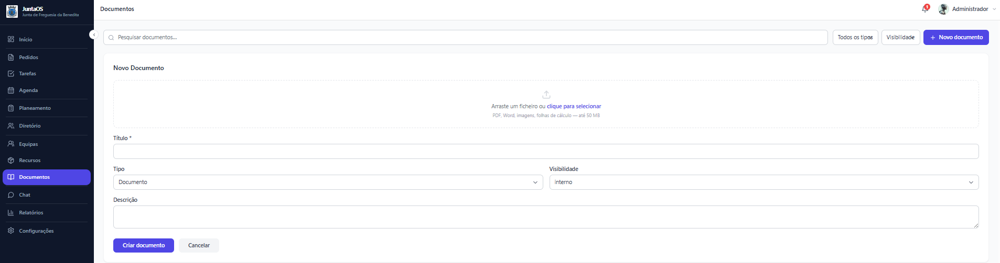 JuntaOS
Junta de Freguesia da Benedita
Início
Pedidos
Tarefas
Agenda
Planeamento
Diretório
Equipas
Recursos
Documentos
Chat
Relatórios
Configurações
Documentos
1
Administrador
Pesquisar documentos...
Todos os tipos
Visibilidade
+ Novo documento
Novo Documento
Arraste um ficheiro ou clique para selecionar
PDF, Word, imagens, folhas de cálculo — até 50 MB
Título *
Tipo
Visibilidade
Documento
interno
Descrição
Criar documento
Cancelar